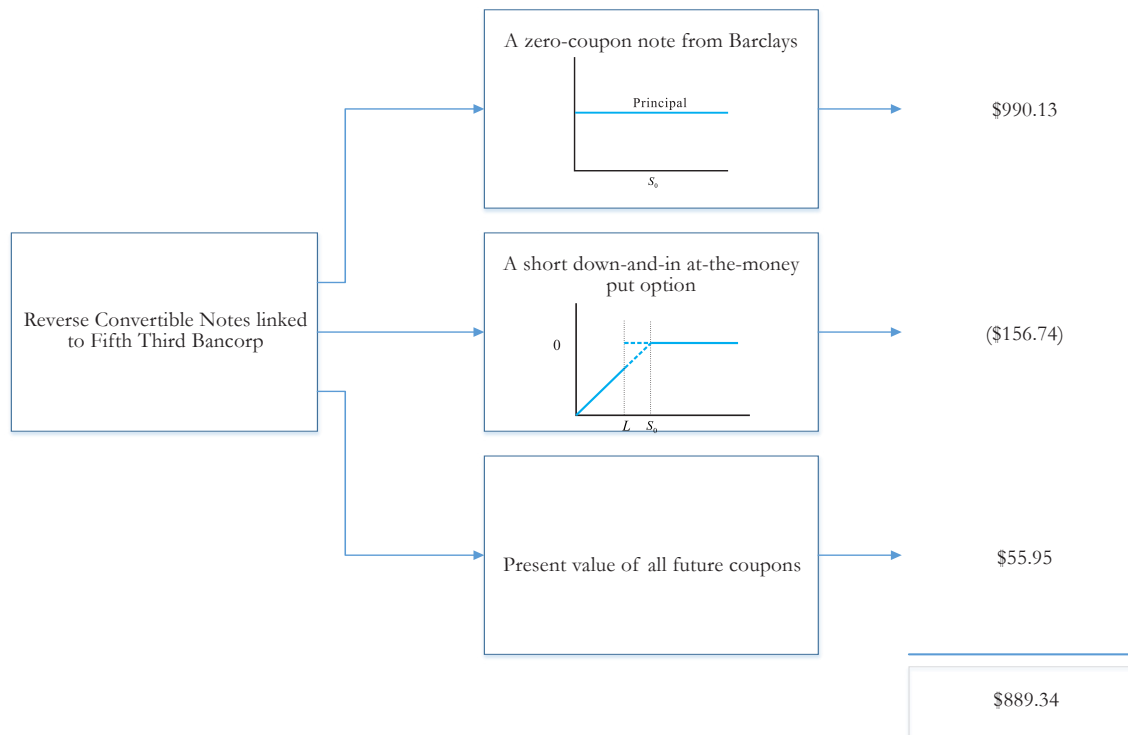 A zero-coupon note from Barclays
Principal
S₀
$990.13
Reverse Convertible Notes linked
to Fifth Third Bancorp
A short down-and-in at-the-money
put option
0
L S₀
($156.74)
Present value of all future coupons
$55.95
$889.34